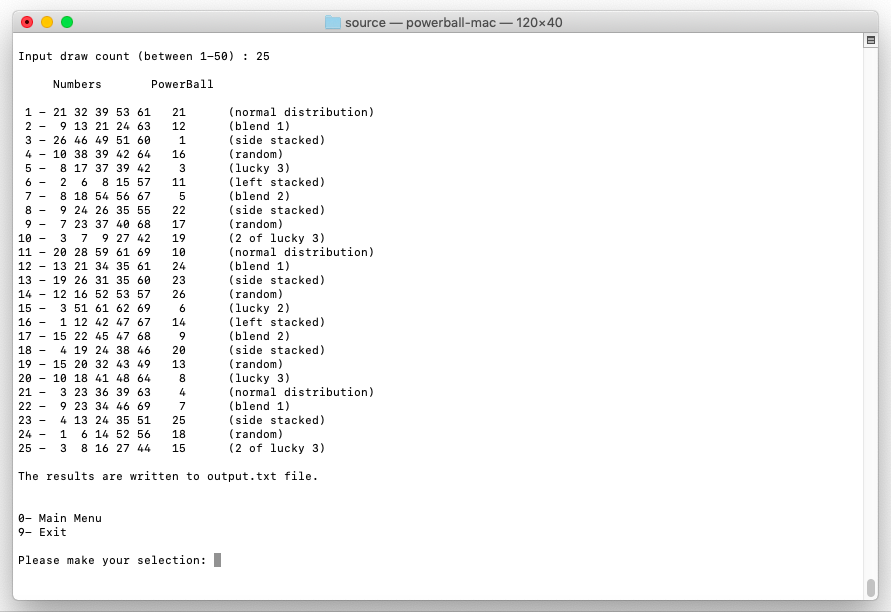 source — powerball-mac — 120×40
Input draw count (between 1-50) : 25
Numbers PowerBall
1 - 21 32 39 53 61 21 (normal distribution)
2 - 9 13 21 24 63 12 (blend 1)
3 - 26 46 49 51 60 1 (side stacked)
4 - 10 38 39 42 64 16 (random)
5 - 8 17 37 39 42 3 (lucky 3)
6 - 2 6 8 15 57 11 (left stacked)
7 - 8 18 54 56 67 5 (blend 2)
8 - 9 24 26 35 55 22 (side stacked)
9 - 7 23 37 40 68 17 (random)
10 - 3 7 9 27 42 19 (2 of lucky 3)
11 - 20 28 59 61 69 10 (normal distribution)
12 - 13 21 34 35 61 24 (blend 1)
13 - 19 26 31 35 60 23 (side stacked)
14 - 12 16 52 53 57 26 (random)
15 - 3 51 61 62 69 6 (lucky 2)
16 - 1 12 42 47 67 14 (left stacked)
17 - 15 22 45 47 68 9 (blend 2)
18 - 4 19 24 38 46 20 (side stacked)
19 - 15 20 32 43 49 13 (random)
20 - 10 18 41 48 64 8 (lucky 3)
21 - 3 23 36 39 63 4 (normal distribution)
22 - 9 23 34 46 69 7 (blend 1)
23 - 4 13 24 35 51 25 (side stacked)
24 - 1 6 14 52 56 18 (random)
25 - 3 8 16 27 44 15 (2 of lucky 3)
The results are written to output.txt file.
0- Main Menu
9- Exit
Please make your selection: